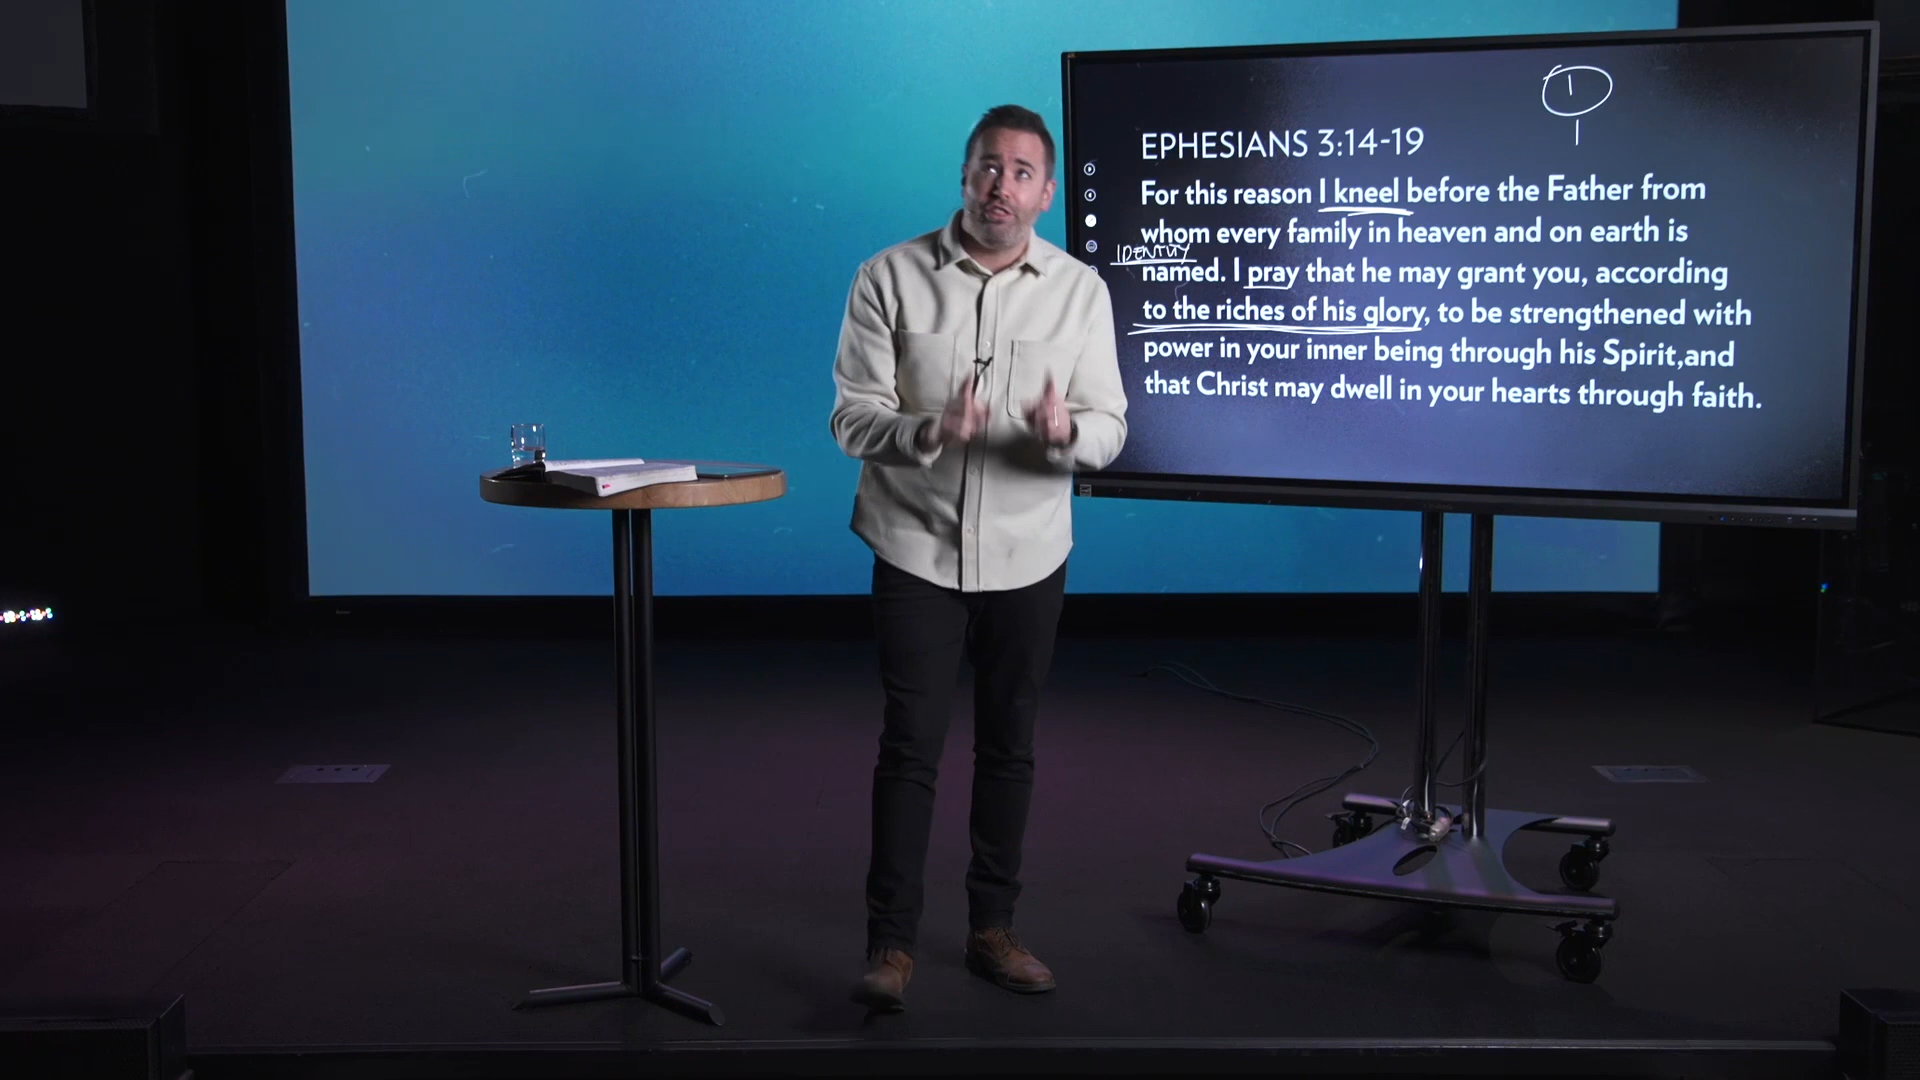 EPHESIANS 3:14-19
For this reason I kneel before the Father from
whom every family in heaven and on earth is
IDENTITY
named. I pray that he may grant you, according
to the riches of his glory, to be strengthened with
power in your inner being through his Spirit,and
that Christ may dwell in your hearts through faith.